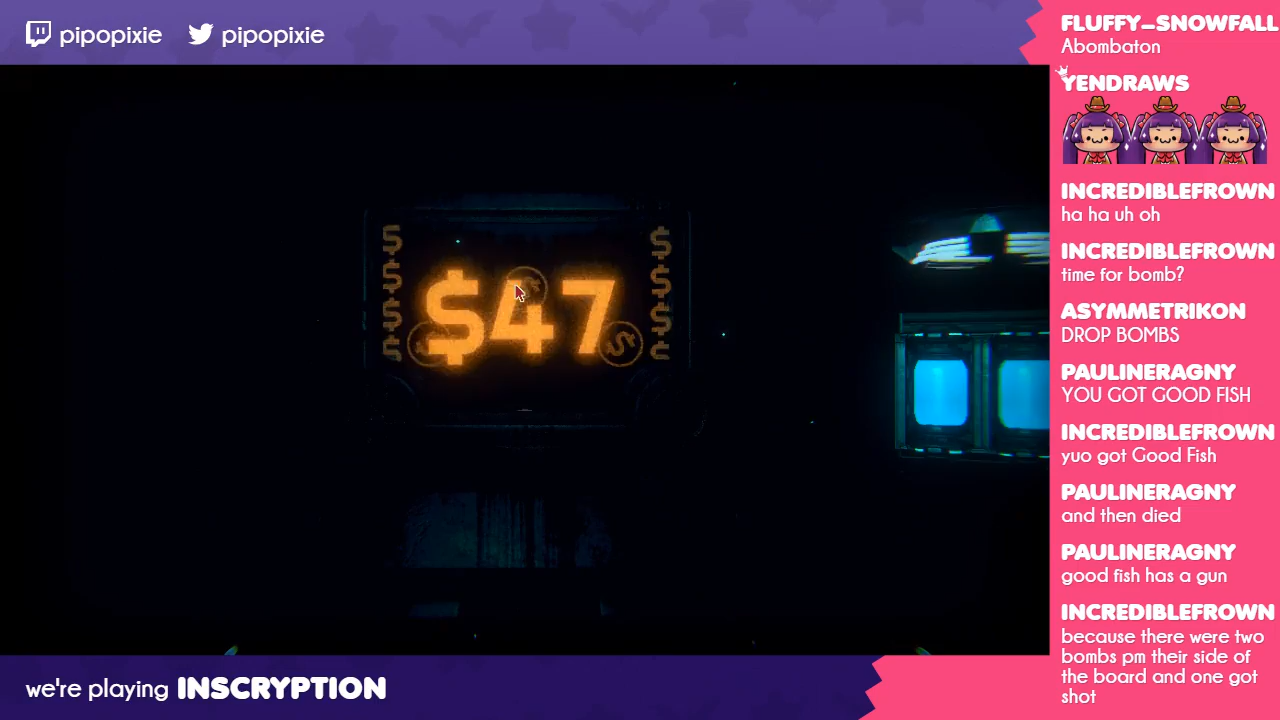 pipopixie pipopixie
$47
we're playing INSCRYPTION
FLUFFY-SNOWFALL
Abombaton
YENDRAWS
INCREDIBLEFROWN
ha ha uh oh
INCREDIBLEFROWN
time for bomb?
ASYMMETRIKON
DROP BOMBS
PAULINERAGNY
YOU GOT GOOD FISH
INCREDIBLEFROWN
yuo got Good Fish
PAULINERAGNY
and then died
PAULINERAGNY
good fish has a gun
INCREDIBLEFROWN
because there were two
bombs pm their side of
the board and one got
shot